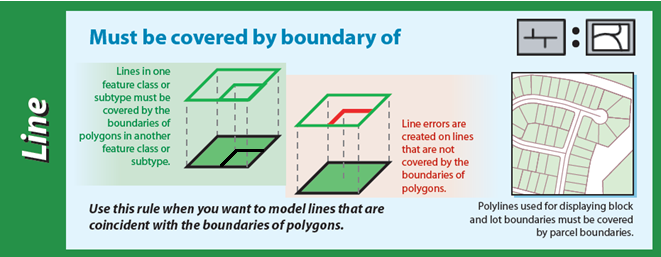 Line
Must be covered by boundary of
Lines in one
feature class or
subtype must be
covered by the
boundaries of
polygons in another
feature class or
subtype.
Line errors are
created on lines
that are not
covered by the
boundaries of
polygons.
Use this rule when you want to model lines that are
coincident with the boundaries of polygons.
Polylines used for displaying block
and lot boundaries must be covered
by parcel boundaries.